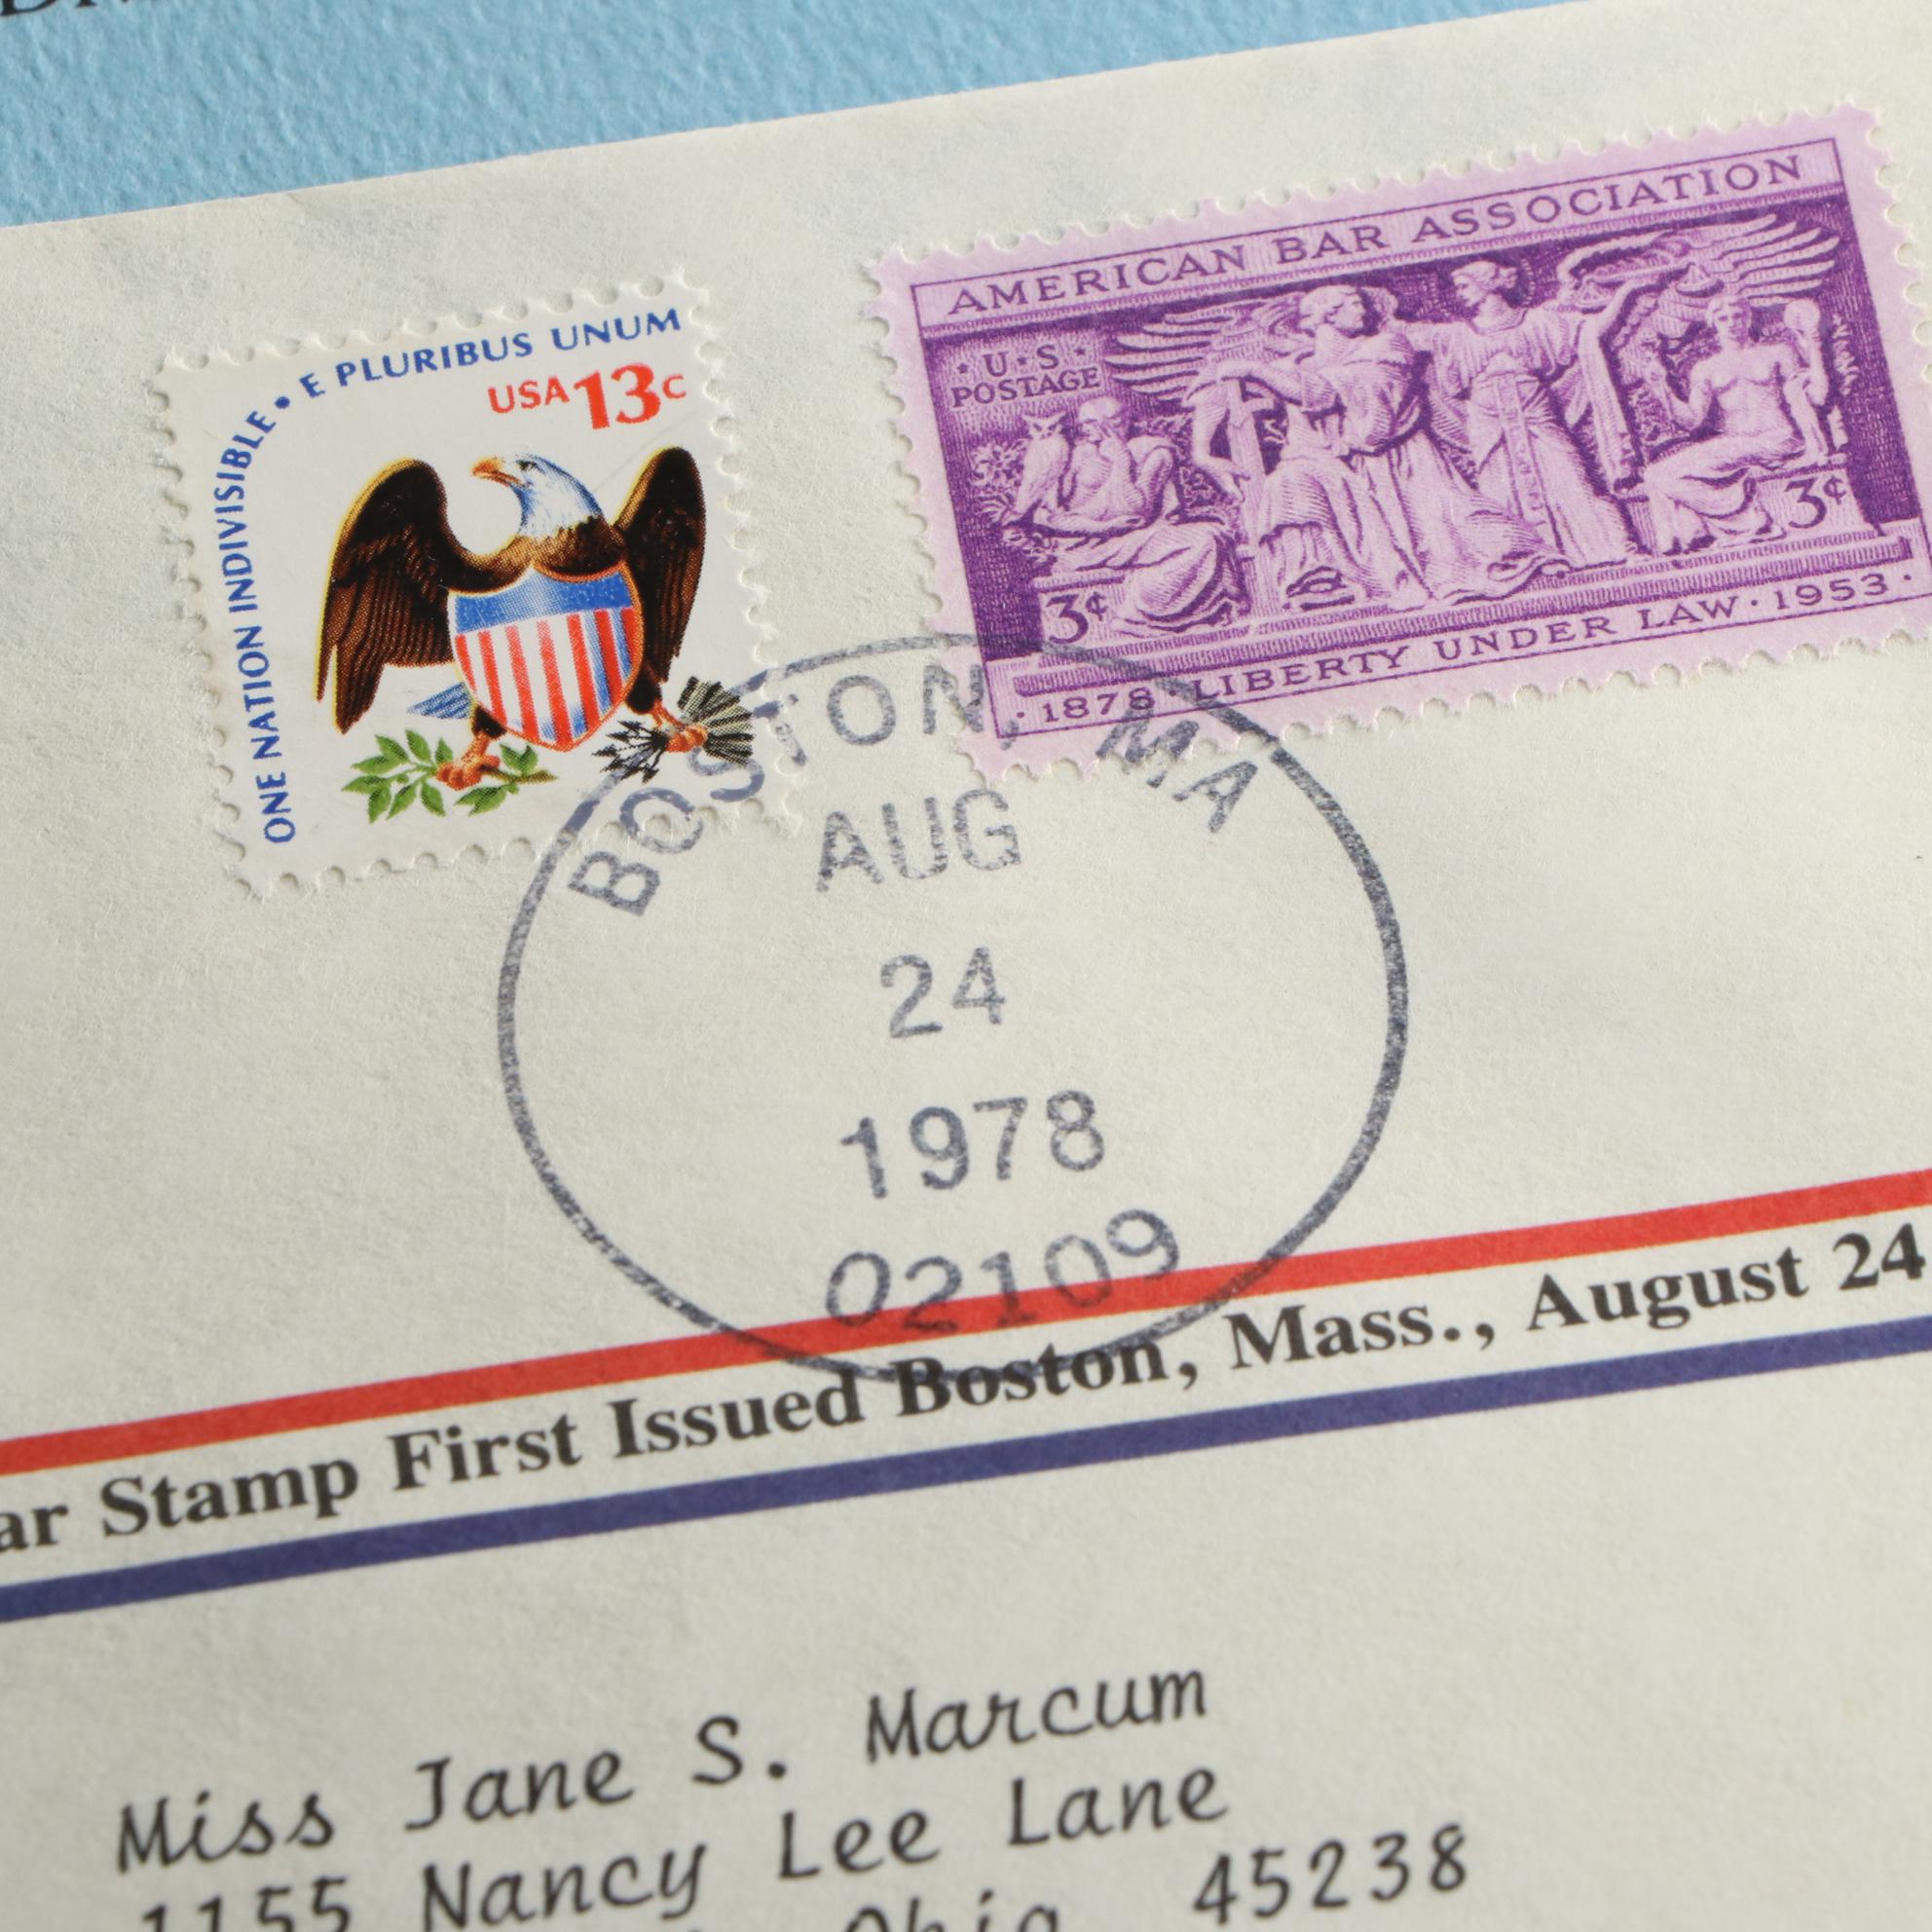 ONE NATION INDIVISIBLE • E PLURIBUS UNUM
USA 13c
AMERICAN BAR ASSOCIATION
· U · S ·
POSTAGE
3¢
3¢
· 1878 · LIBERTY UNDER LAW · 1953 ·
BOSTON, MA
AUG
24
1978
02109
ar Stamp First Issued Boston, Mass., August 24
Miss Jane S. Marcum
1155 Nancy Lee Lane
Ohio 45238